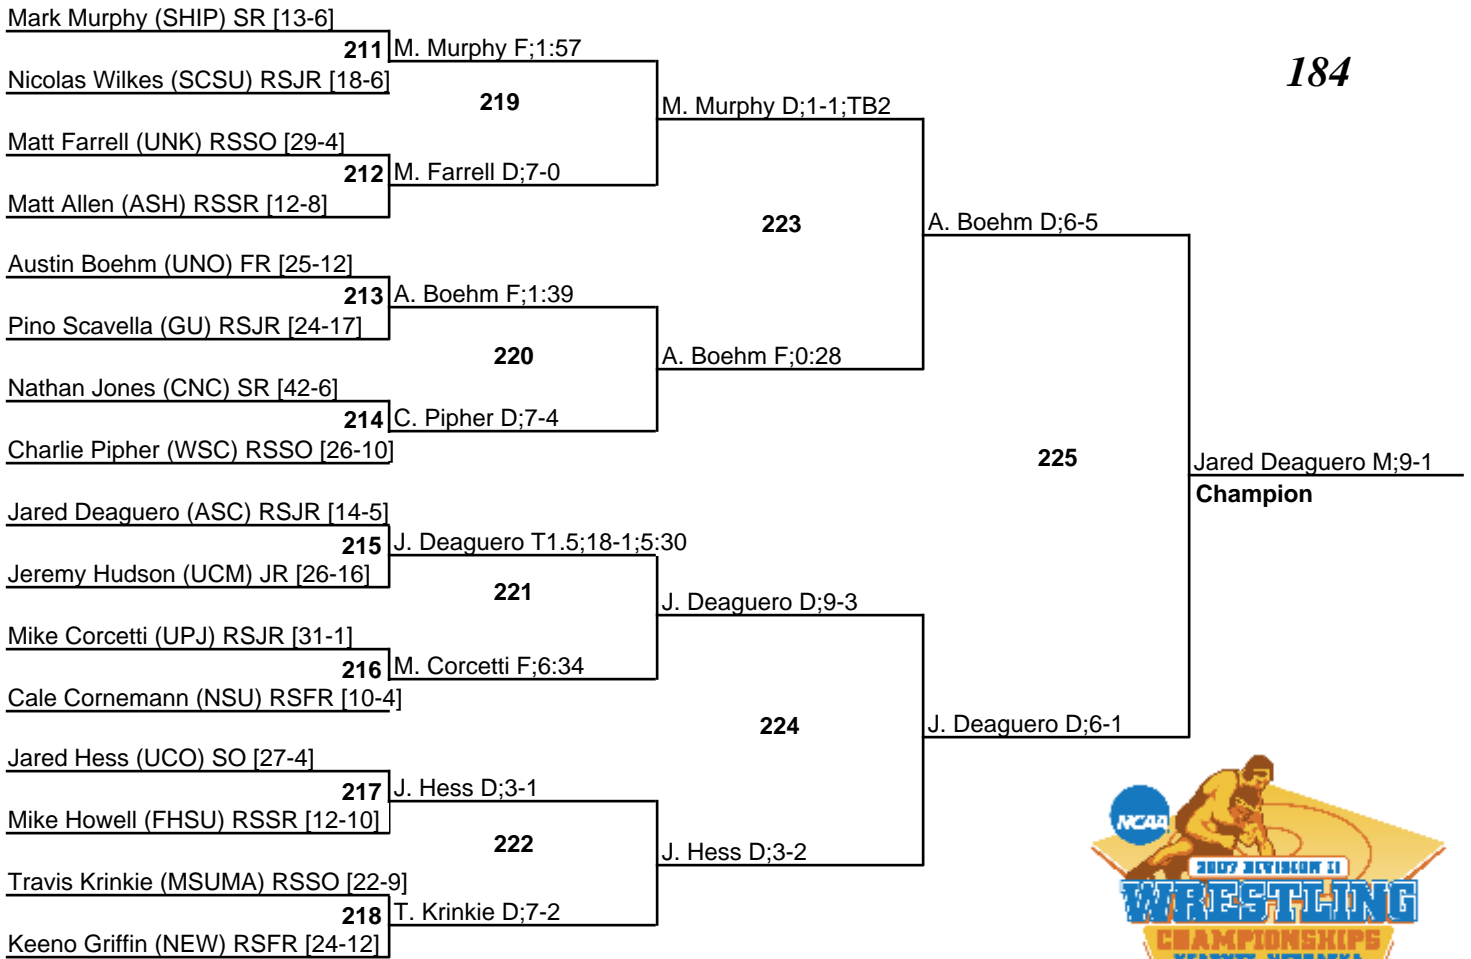 184
Mark Murphy (SHIP) SR [13-6]
211 M. Murphy F;1:57
Nicolas Wilkes (SCSU) RSJR [18-6]
219
M. Murphy D;1-1;TB2
Matt Farrell (UNK) RSSO [29-4]
212 M. Farrell D;7-0
Matt Allen (ASH) RSSR [12-8]
223
A. Boehm D;6-5
Austin Boehm (UNO) FR [25-12]
213 A. Boehm F;1:39
Pino Scavella (GU) RSJR [24-17]
220
A. Boehm F;0:28
Nathan Jones (CNC) SR [42-6]
214 C. Pipher D;7-4
Charlie Pipher (WSC) RSSO [26-10]
225
Jared Deaguero M;9-1
Champion
Jared Deaguero (ASC) RSJR [14-5]
215 J. Deaguero T1.5;18-1;5:30
Jeremy Hudson (UCM) JR [26-16]
221
J. Deaguero D;9-3
Mike Corcetti (UPJ) RSJR [31-1]
216 M. Corcetti F;6:34
Cale Cornemann (NSU) RSFR [10-4]
224
J. Deaguero D;6-1
Jared Hess (UCO) SO [27-4]
217 J. Hess D;3-1
Mike Howell (FHSU) RSSR [12-10]
222
J. Hess D;3-2
Travis Krinkie (MSUMA) RSSO [22-9]
218 T. Krinkie D;7-2
Keeno Griffin (NEW) RSFR [24-12]
NCAA
2007 DIVISION II
WRESTLING
CHAMPIONSHIPS